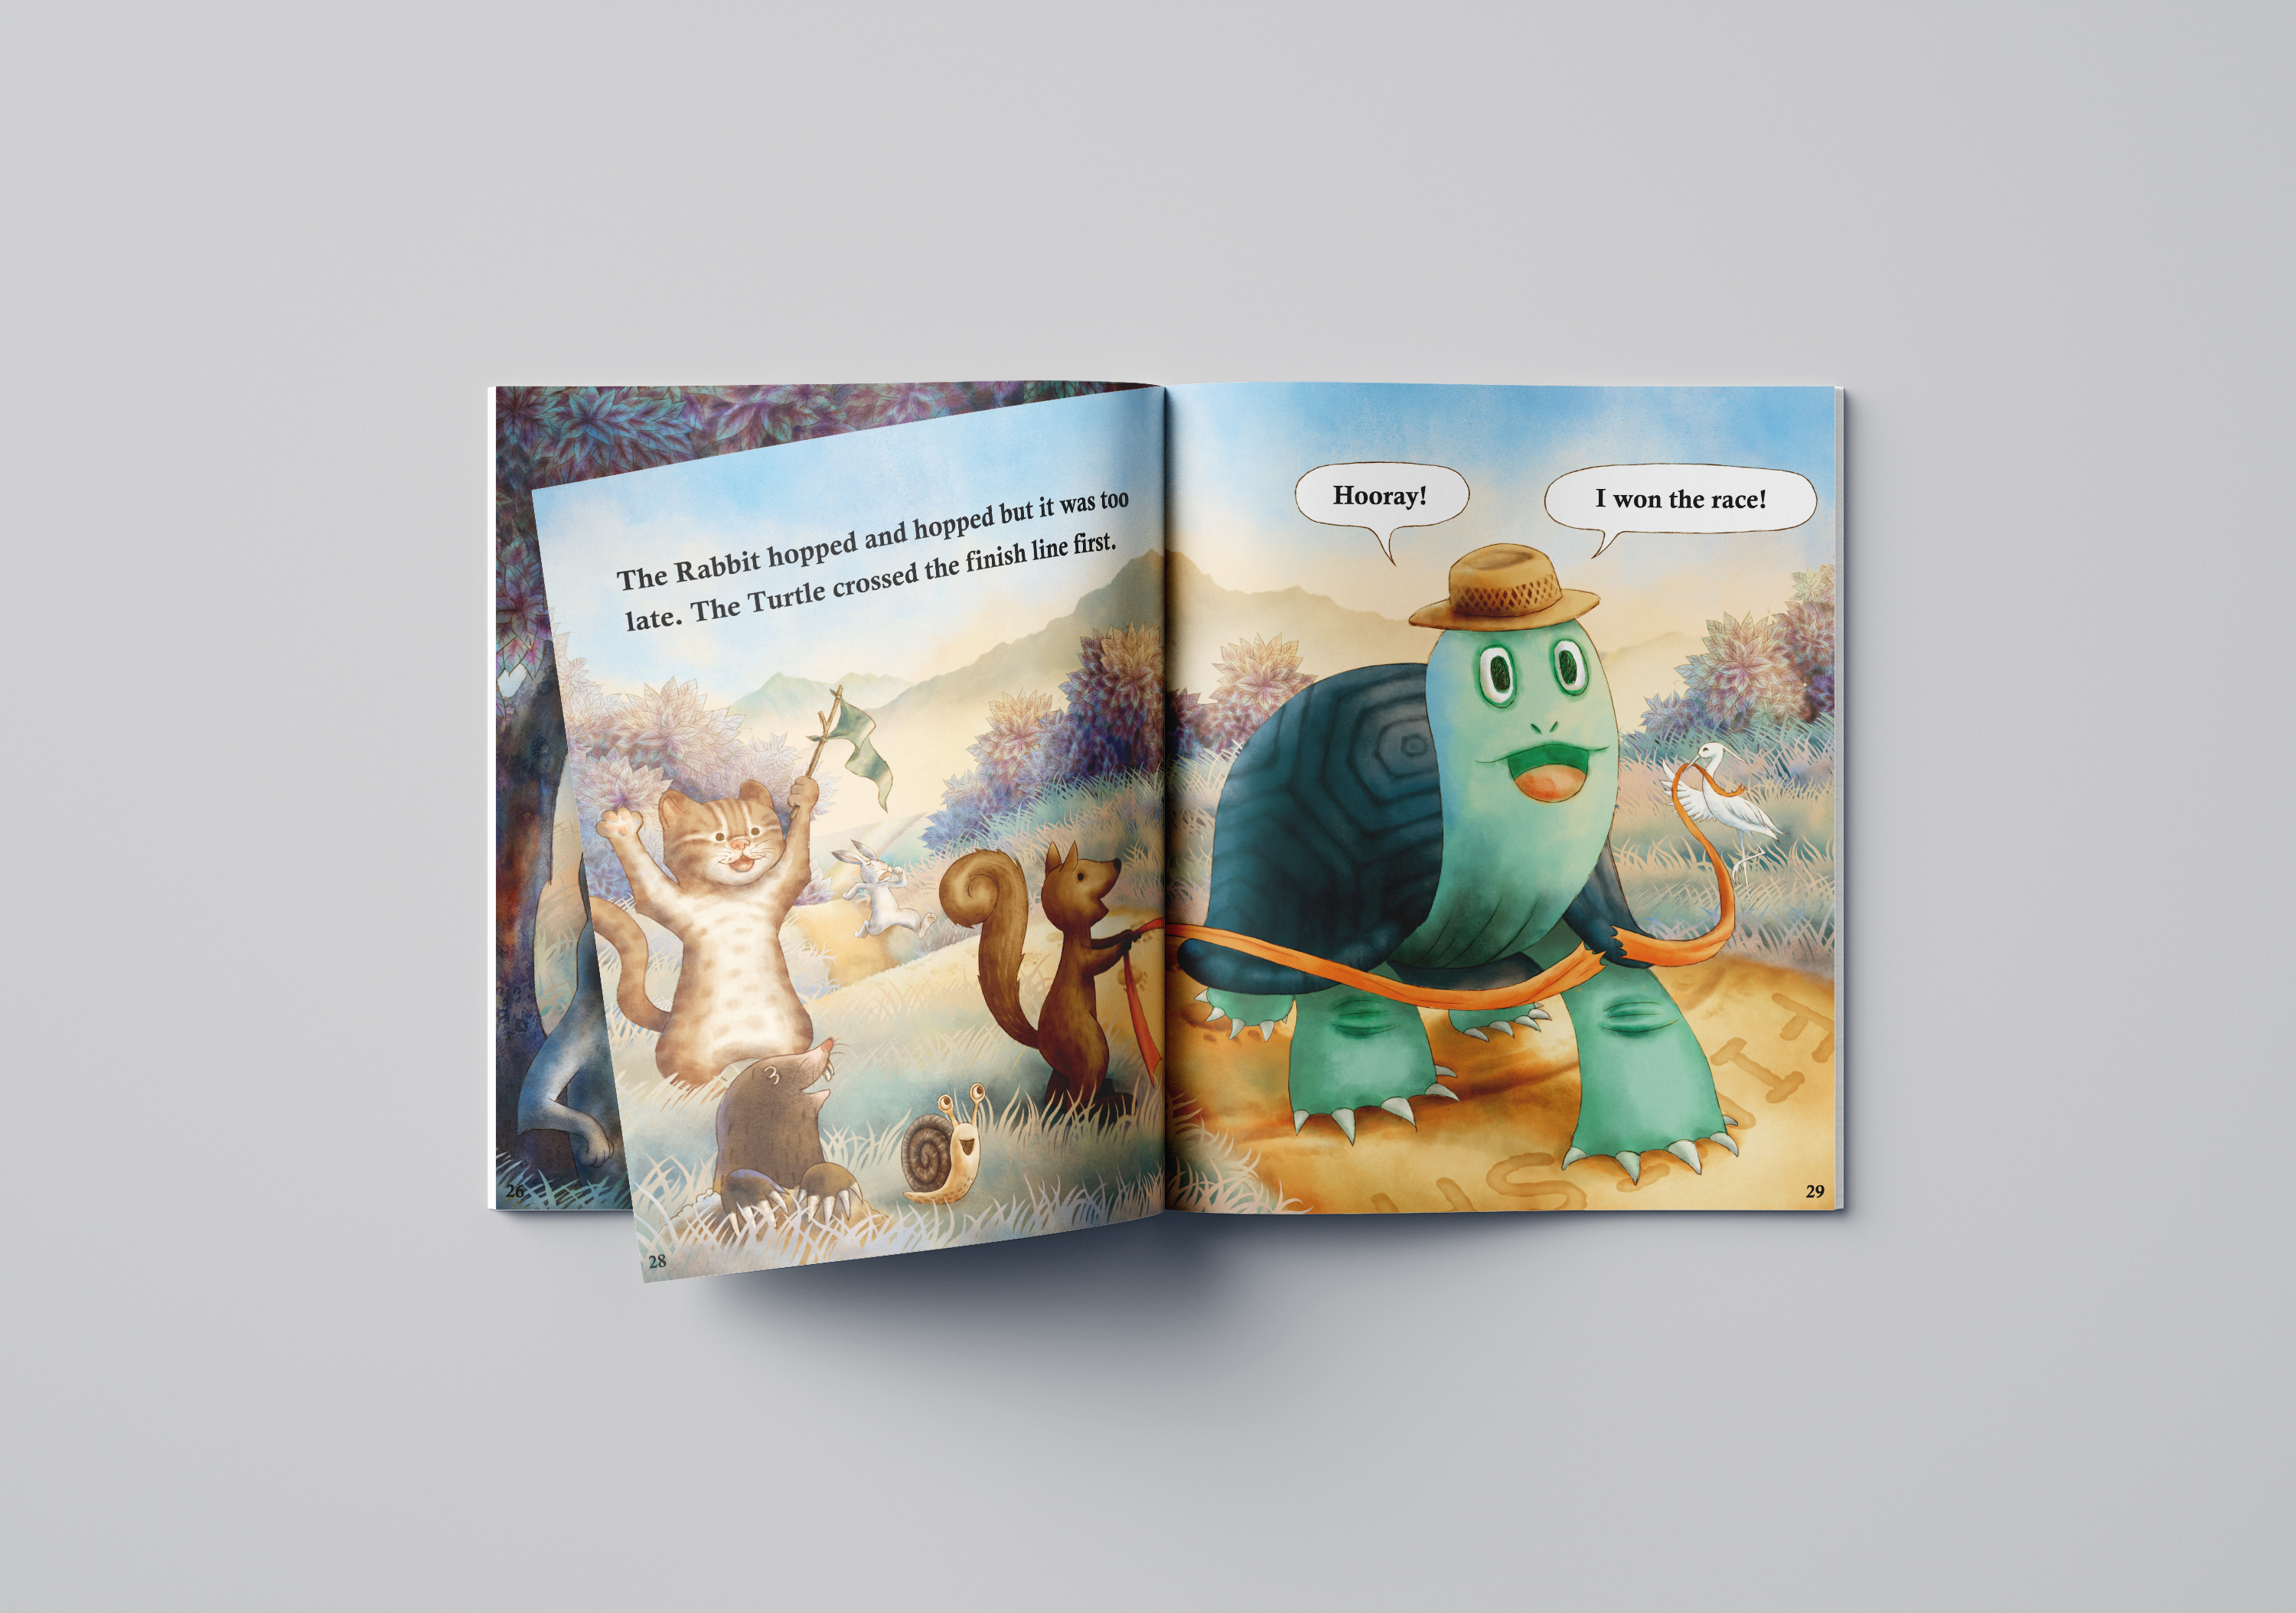 The Rabbit hopped and hopped but it was too
late. The Turtle crossed the finish line first.
26
28
Hooray!
I won the race!
29